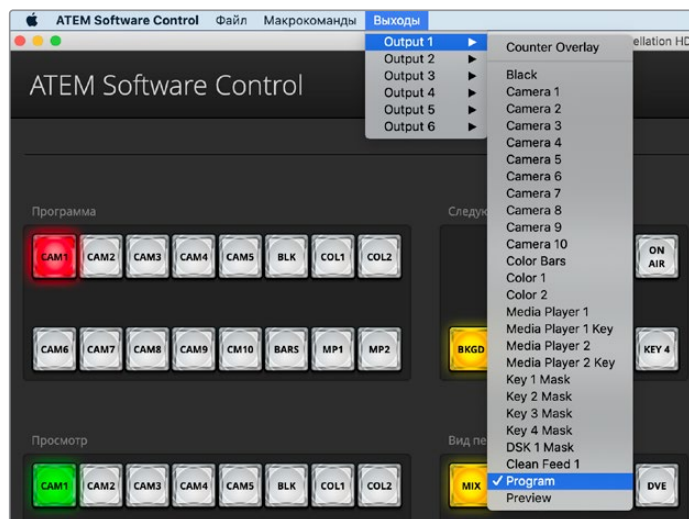 ATEM Software Control Файл Макрокоманды Выходы
ellation HD
Output 1
Output 2
Output 3
Output 4
Output 5
Output 6
Counter Overlay
Black
Camera 1
Camera 2
Camera 3
Camera 4
Camera 5
Camera 6
Camera 7
Camera 8
Camera 9
Camera 10
Color Bars
Color 1
Color 2
Media Player 1
Media Player 1 Key
Media Player 2
Media Player 2 Key
Key 1 Mask
Key 2 Mask
Key 3 Mask
Key 4 Mask
DSK 1 Mask
Clean Feed 1
✓ Program
Preview
ATEM Software Control
Программа
CAM1 CAM2 CAM3 CAM4 CAM5 BLK COL1 COL2
CAM6 CAM7 CAM8 CAM9 CM10 BARS MP1 MP2
Следую
ON AIR
BKGD KEY 4
Просмотр
CAM1 CAM2 CAM3 CAM4 CAM5 BLK COL1 COL2
Вид пе
MIX DVE